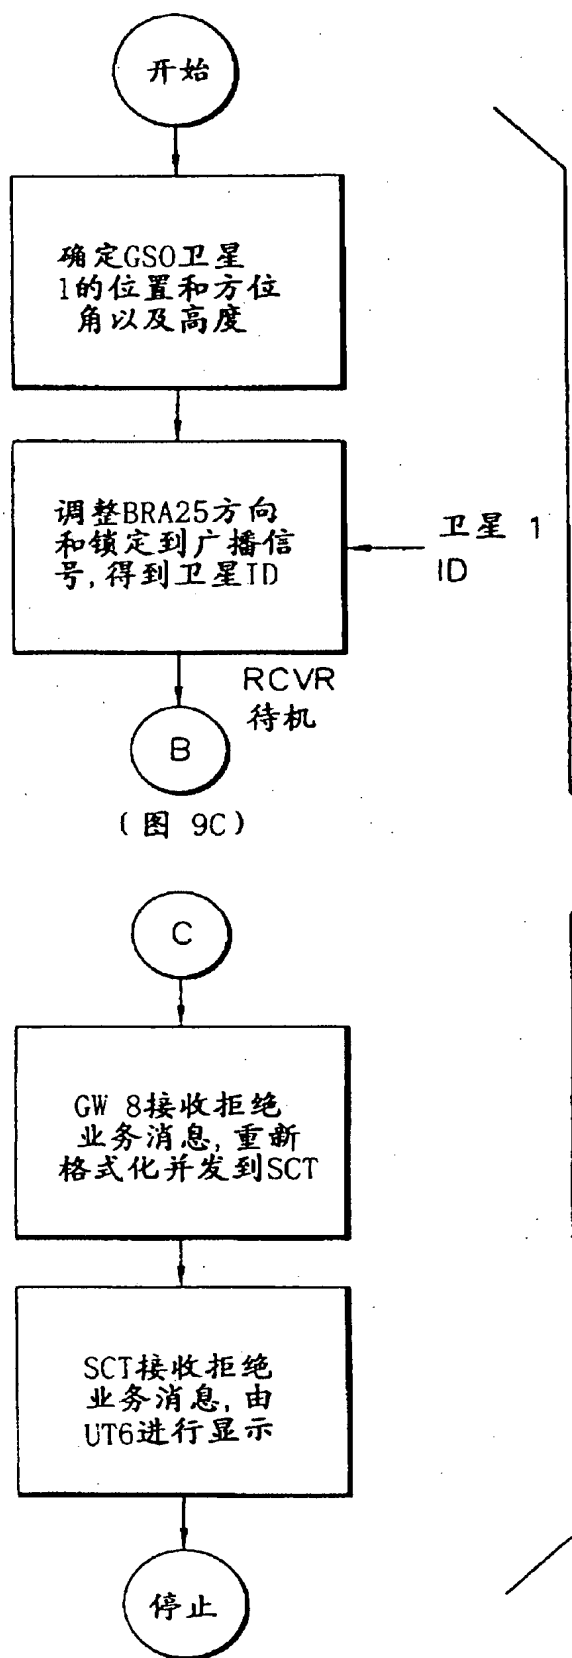 开始
确定GSO卫星
1的位置和方位
角以及高度
调整BRA25方向
和锁定到广播信
号,得到卫星ID
卫星 1
ID
RCVR
待机
B
(图 9C)
C
GW 8接收拒绝
业务消息,重新
格式化并发到SCT
SCT接收拒绝
业务消息,由
UT6进行显示
停止